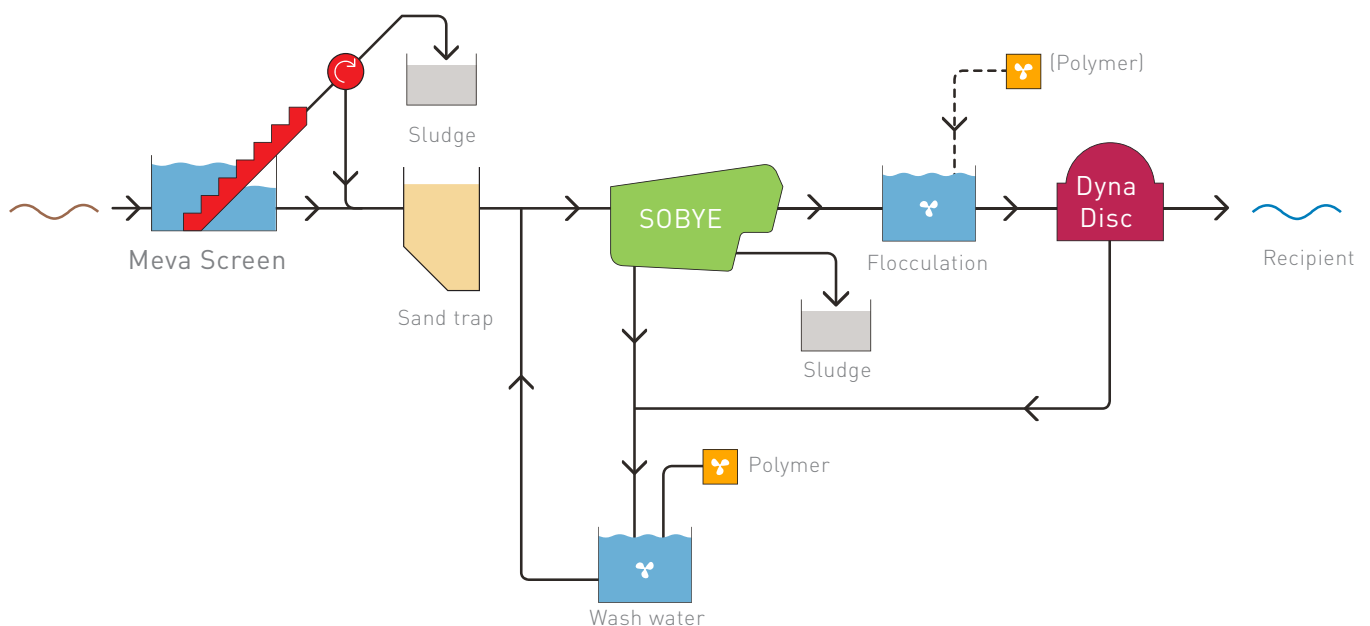 (Polymer)
Sludge
Meva Screen
Sand trap
SOBYE
Flocculation
Dyna
Disc
Recipient
Sludge
Polymer
Wash water